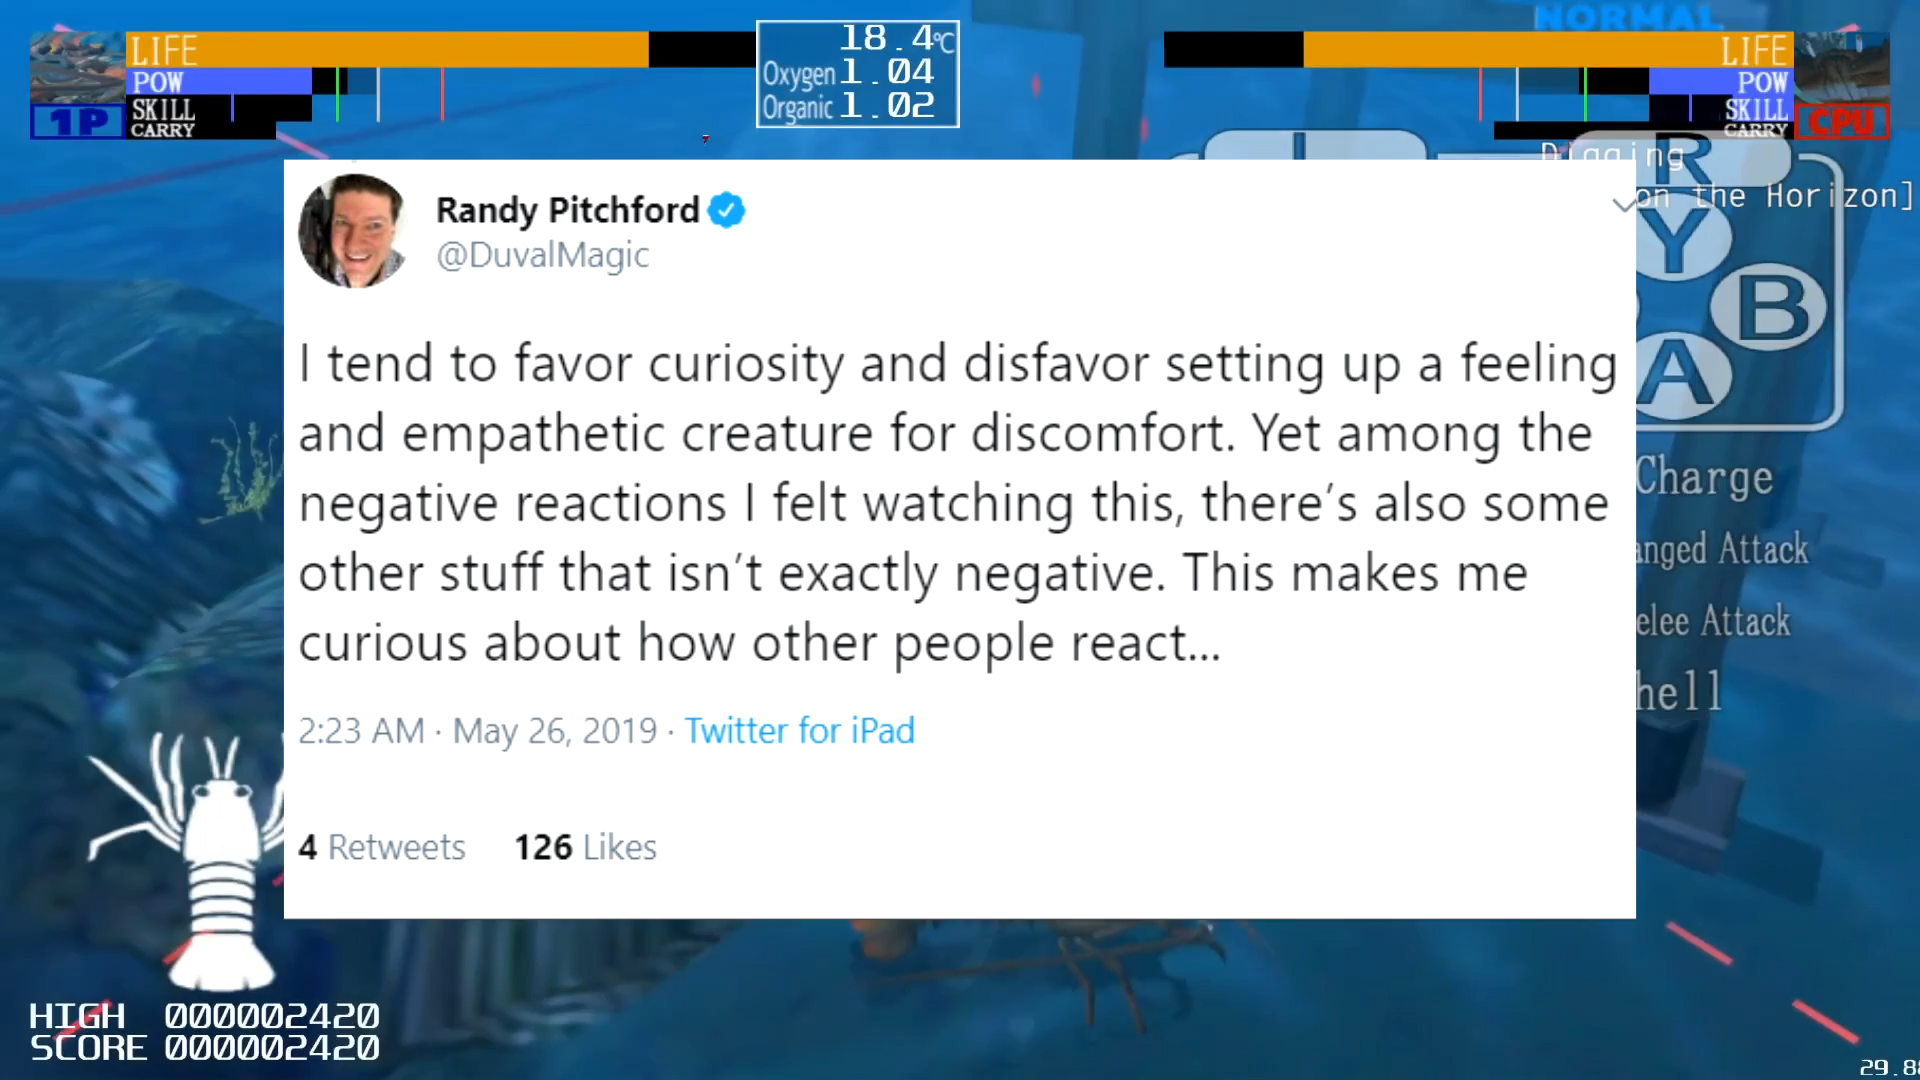 NORMAL
LIFE
POW
SKILL
CARRY
1P
18.4℃
Oxygen 1.04
Organic 1.02
LIFE
POW
SKILL
CARRY
CPU
Digging
on the Horizon]
R
Y
B
A
Randy Pitchford
@DuvalMagic
I tend to favor curiosity and disfavor setting up a feeling
and empathetic creature for discomfort. Yet among the
negative reactions I felt watching this, there's also some
other stuff that isn't exactly negative. This makes me
curious about how other people react...
2:23 AM · May 26, 2019 · Twitter for iPad
4 Retweets 126 Likes
Charge
anged Attack
elee Attack
hell
HIGH 000002420
SCORE 000002420
29.8